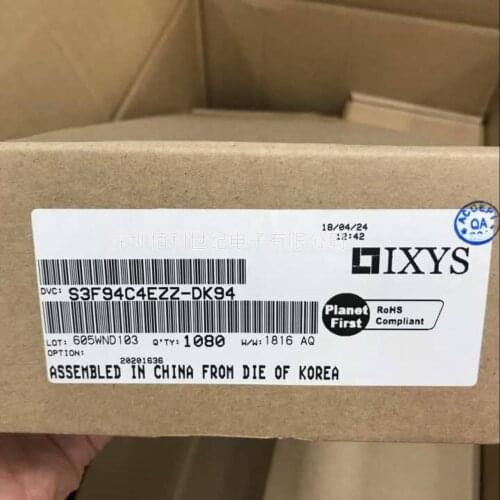 18/04/24
12:42
ACCEPT
QA
IXYS
DVC: S3F94C4EZZ-DK94
Planet First
RoHS Compliant
LOT: 605WND103 Q'TY: 1080 W/W: 1816 AQ
OPTION:
20201636
ASSEMBLED IN CHINA FROM DIE OF KOREA